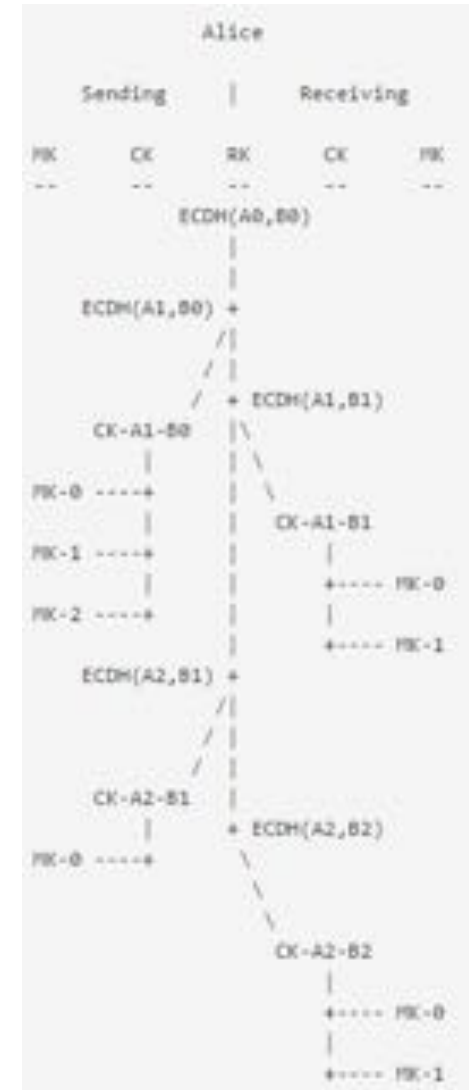 Alice
Sending | Receiving
MK CK RK CK MK
-- -- -- -- --
ECDH(A0,B0)
|
|
ECDH(A1,B0) +
/|
/ |
/ + ECDH(A1,B1)
CK-A1-B0 |\
| | \
MK-0 ----+ | \
| | CK-A1-B1
MK-1 ----+ | |
| | +---- MK-0
MK-2 ----+ | |
| +---- MK-1
ECDH(A2,B1) +
/|
/ |
/ |
CK-A2-B1 |
| + ECDH(A2,B2)
MK-0 ----+ \
\
\
CK-A2-B2
|
+---- MK-0
|
+---- MK-1